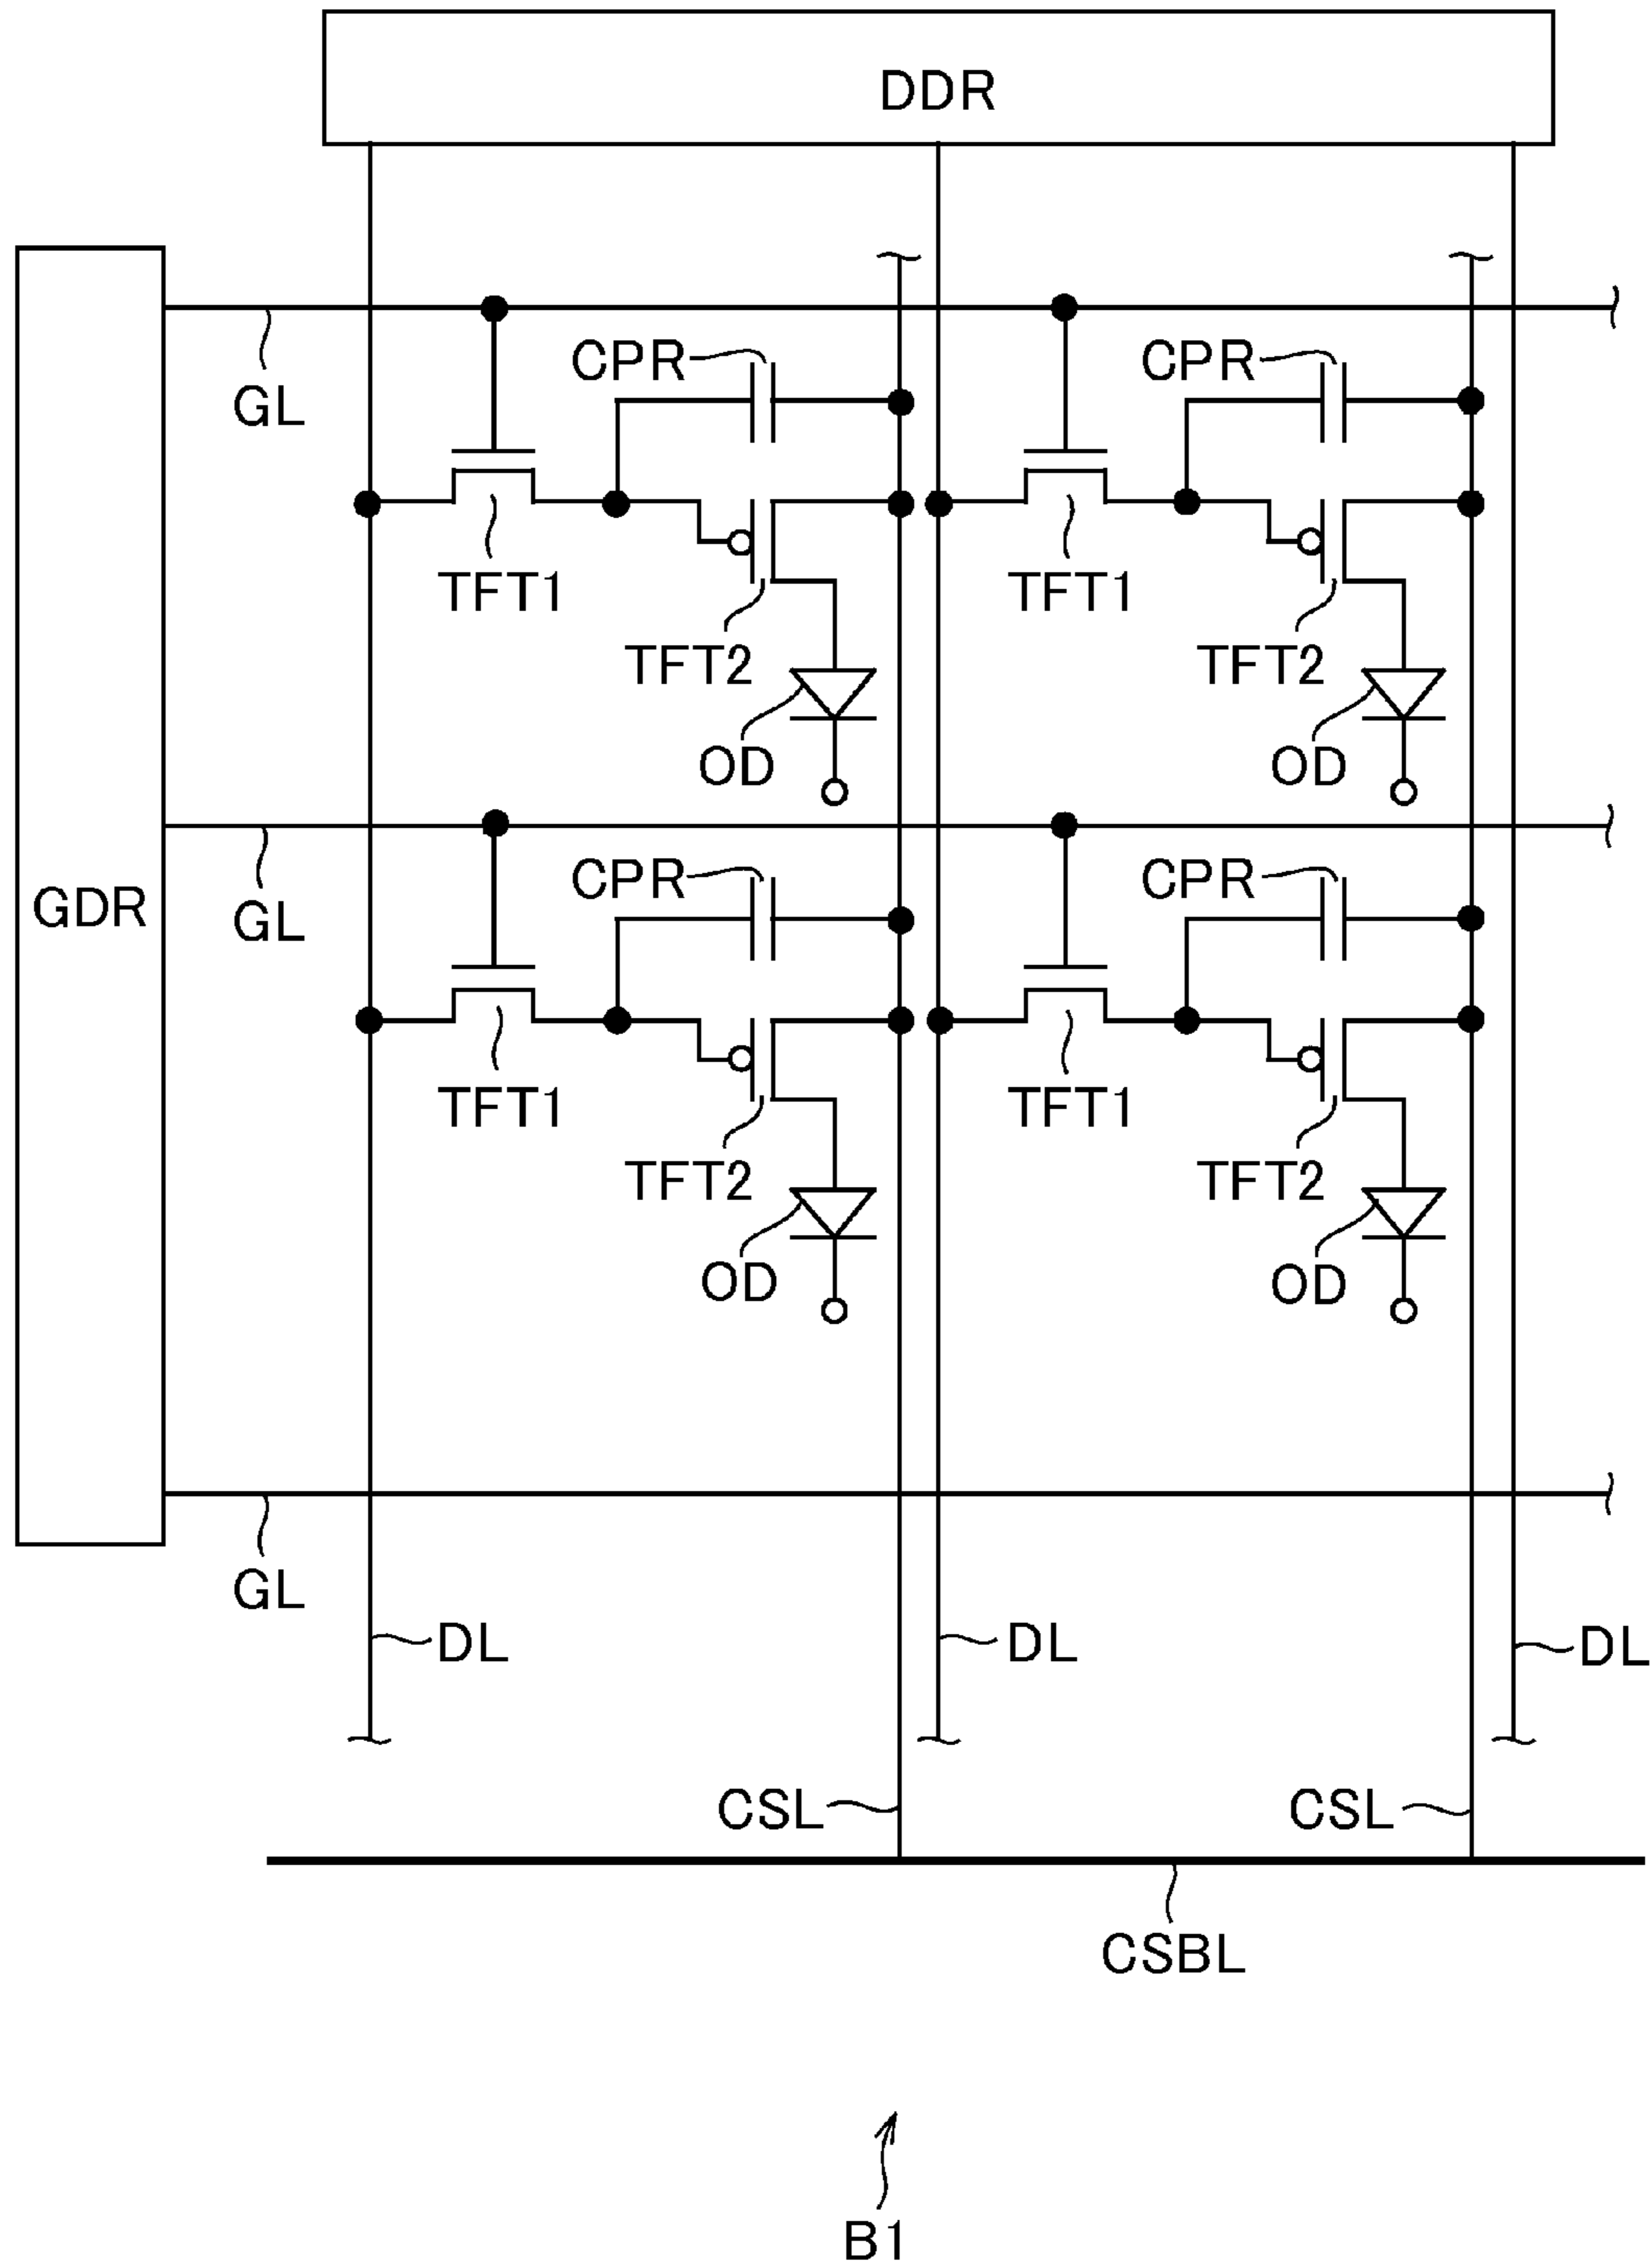 DDR
CPR CPR
GL
TFT1 TFT1
TFT2 TFT2
OD OD
CPR CPR
GDR
GL
TFT1 TFT1
TFT2 TFT2
OD OD
GL
DL DL DL
CSL CSL
CSBL
B1